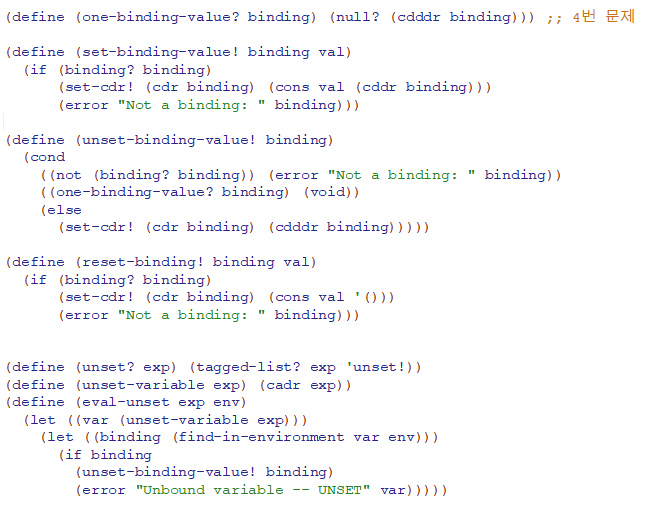 (define (one-binding-value? binding) (null? (cdddr binding))) ;; 4번 문제
(define (set-binding-value! binding val)
(if (binding? binding)
(set-cdr! (cdr binding) (cons val (cddr binding)))
(error "Not a binding: " binding)))
(define (unset-binding-value! binding)
(cond
((not (binding? binding)) (error "Not a binding: " binding))
((one-binding-value? binding) (void))
(else
(set-cdr! (cdr binding) (cdddr binding)))))
(define (reset-binding! binding val)
(if (binding? binding)
(set-cdr! (cdr binding) (cons val '()))
(error "Not a binding: " binding)))
(define (unset? exp) (tagged-list? exp 'unset!))
(define (unset-variable exp) (cadr exp))
(define (eval-unset exp env)
(let ((var (unset-variable exp)))
(let ((binding (find-in-environment var env)))
(if binding
(unset-binding-value! binding)
(error "Unbound variable -- UNSET" var)))))